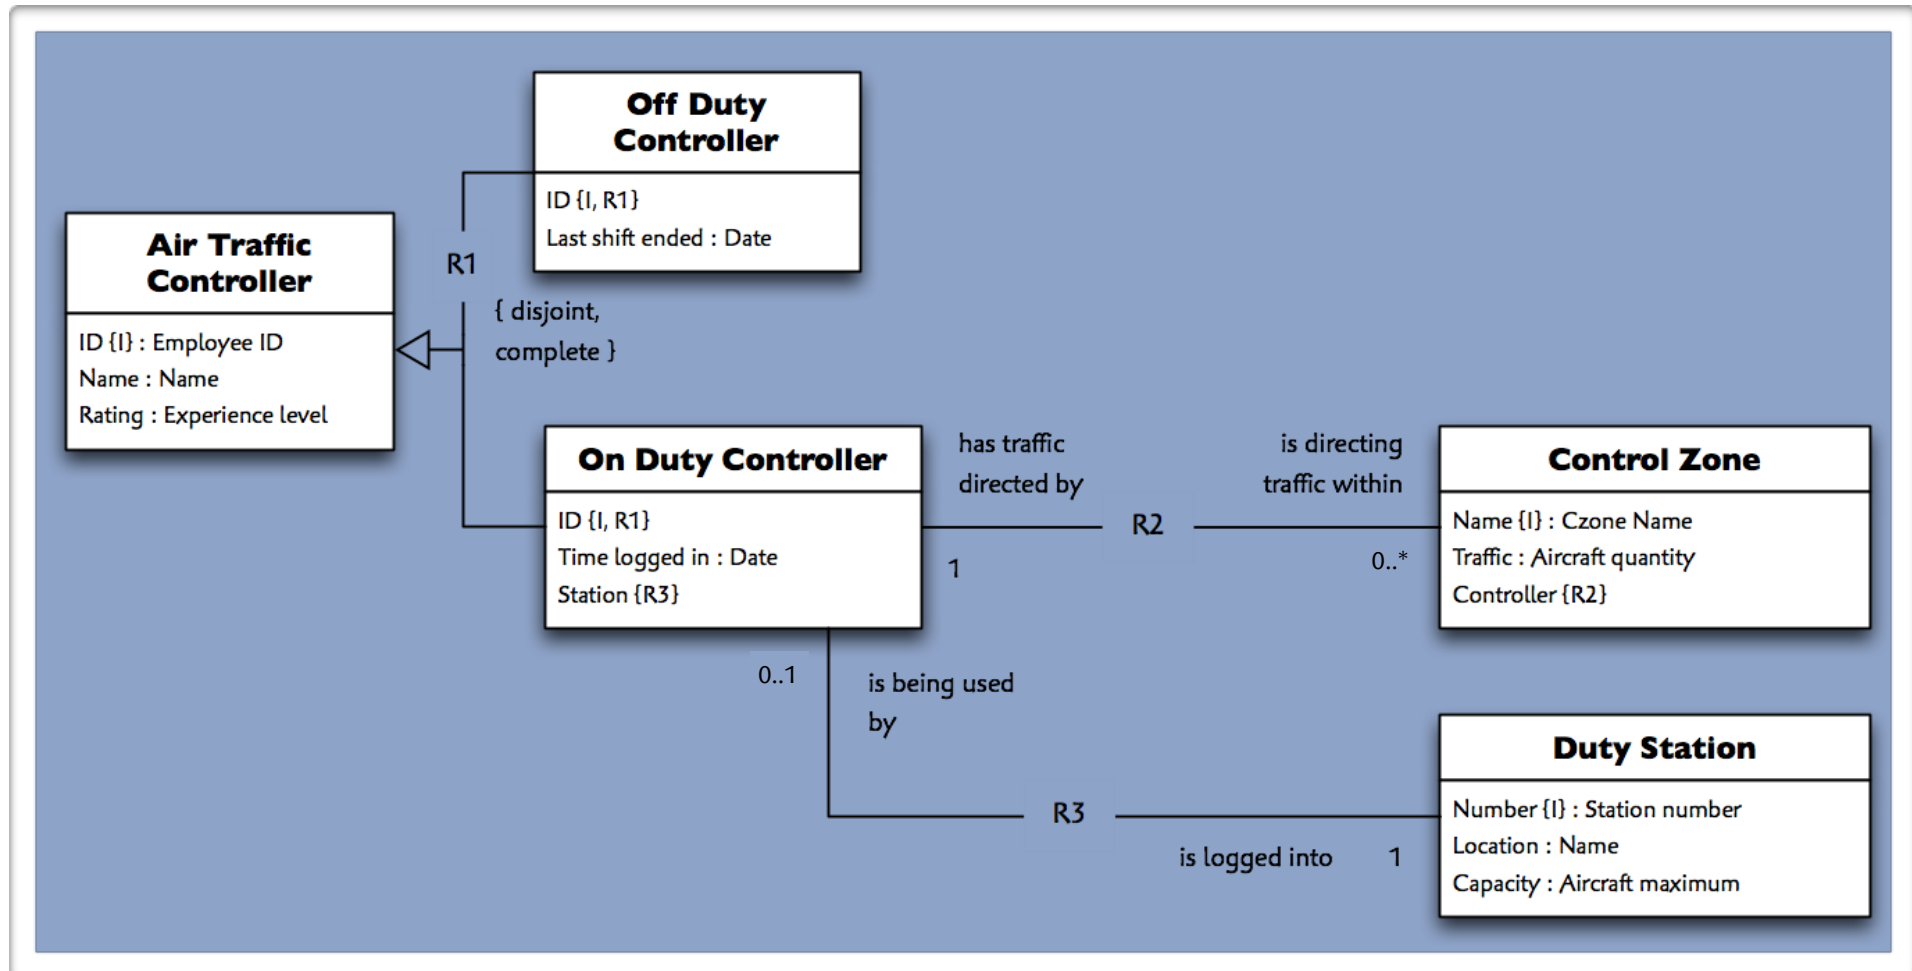 Off Duty
Controller
ID {I, R1}
Last shift ended : Date
Air Traffic
Controller
ID {I} : Employee ID
Name : Name
Rating : Experience level
R1
{ disjoint,
complete }
On Duty Controller
ID {I, R1}
Time logged in : Date
Station {R3}
has traffic
directed by
1
R2
is directing
traffic within
0..*
Control Zone
Name {I} : Czone Name
Traffic : Aircraft quantity
Controller {R2}
0..1
is being used
by
R3
is logged into
1
Duty Station
Number {I} : Station number
Location : Name
Capacity : Aircraft maximum